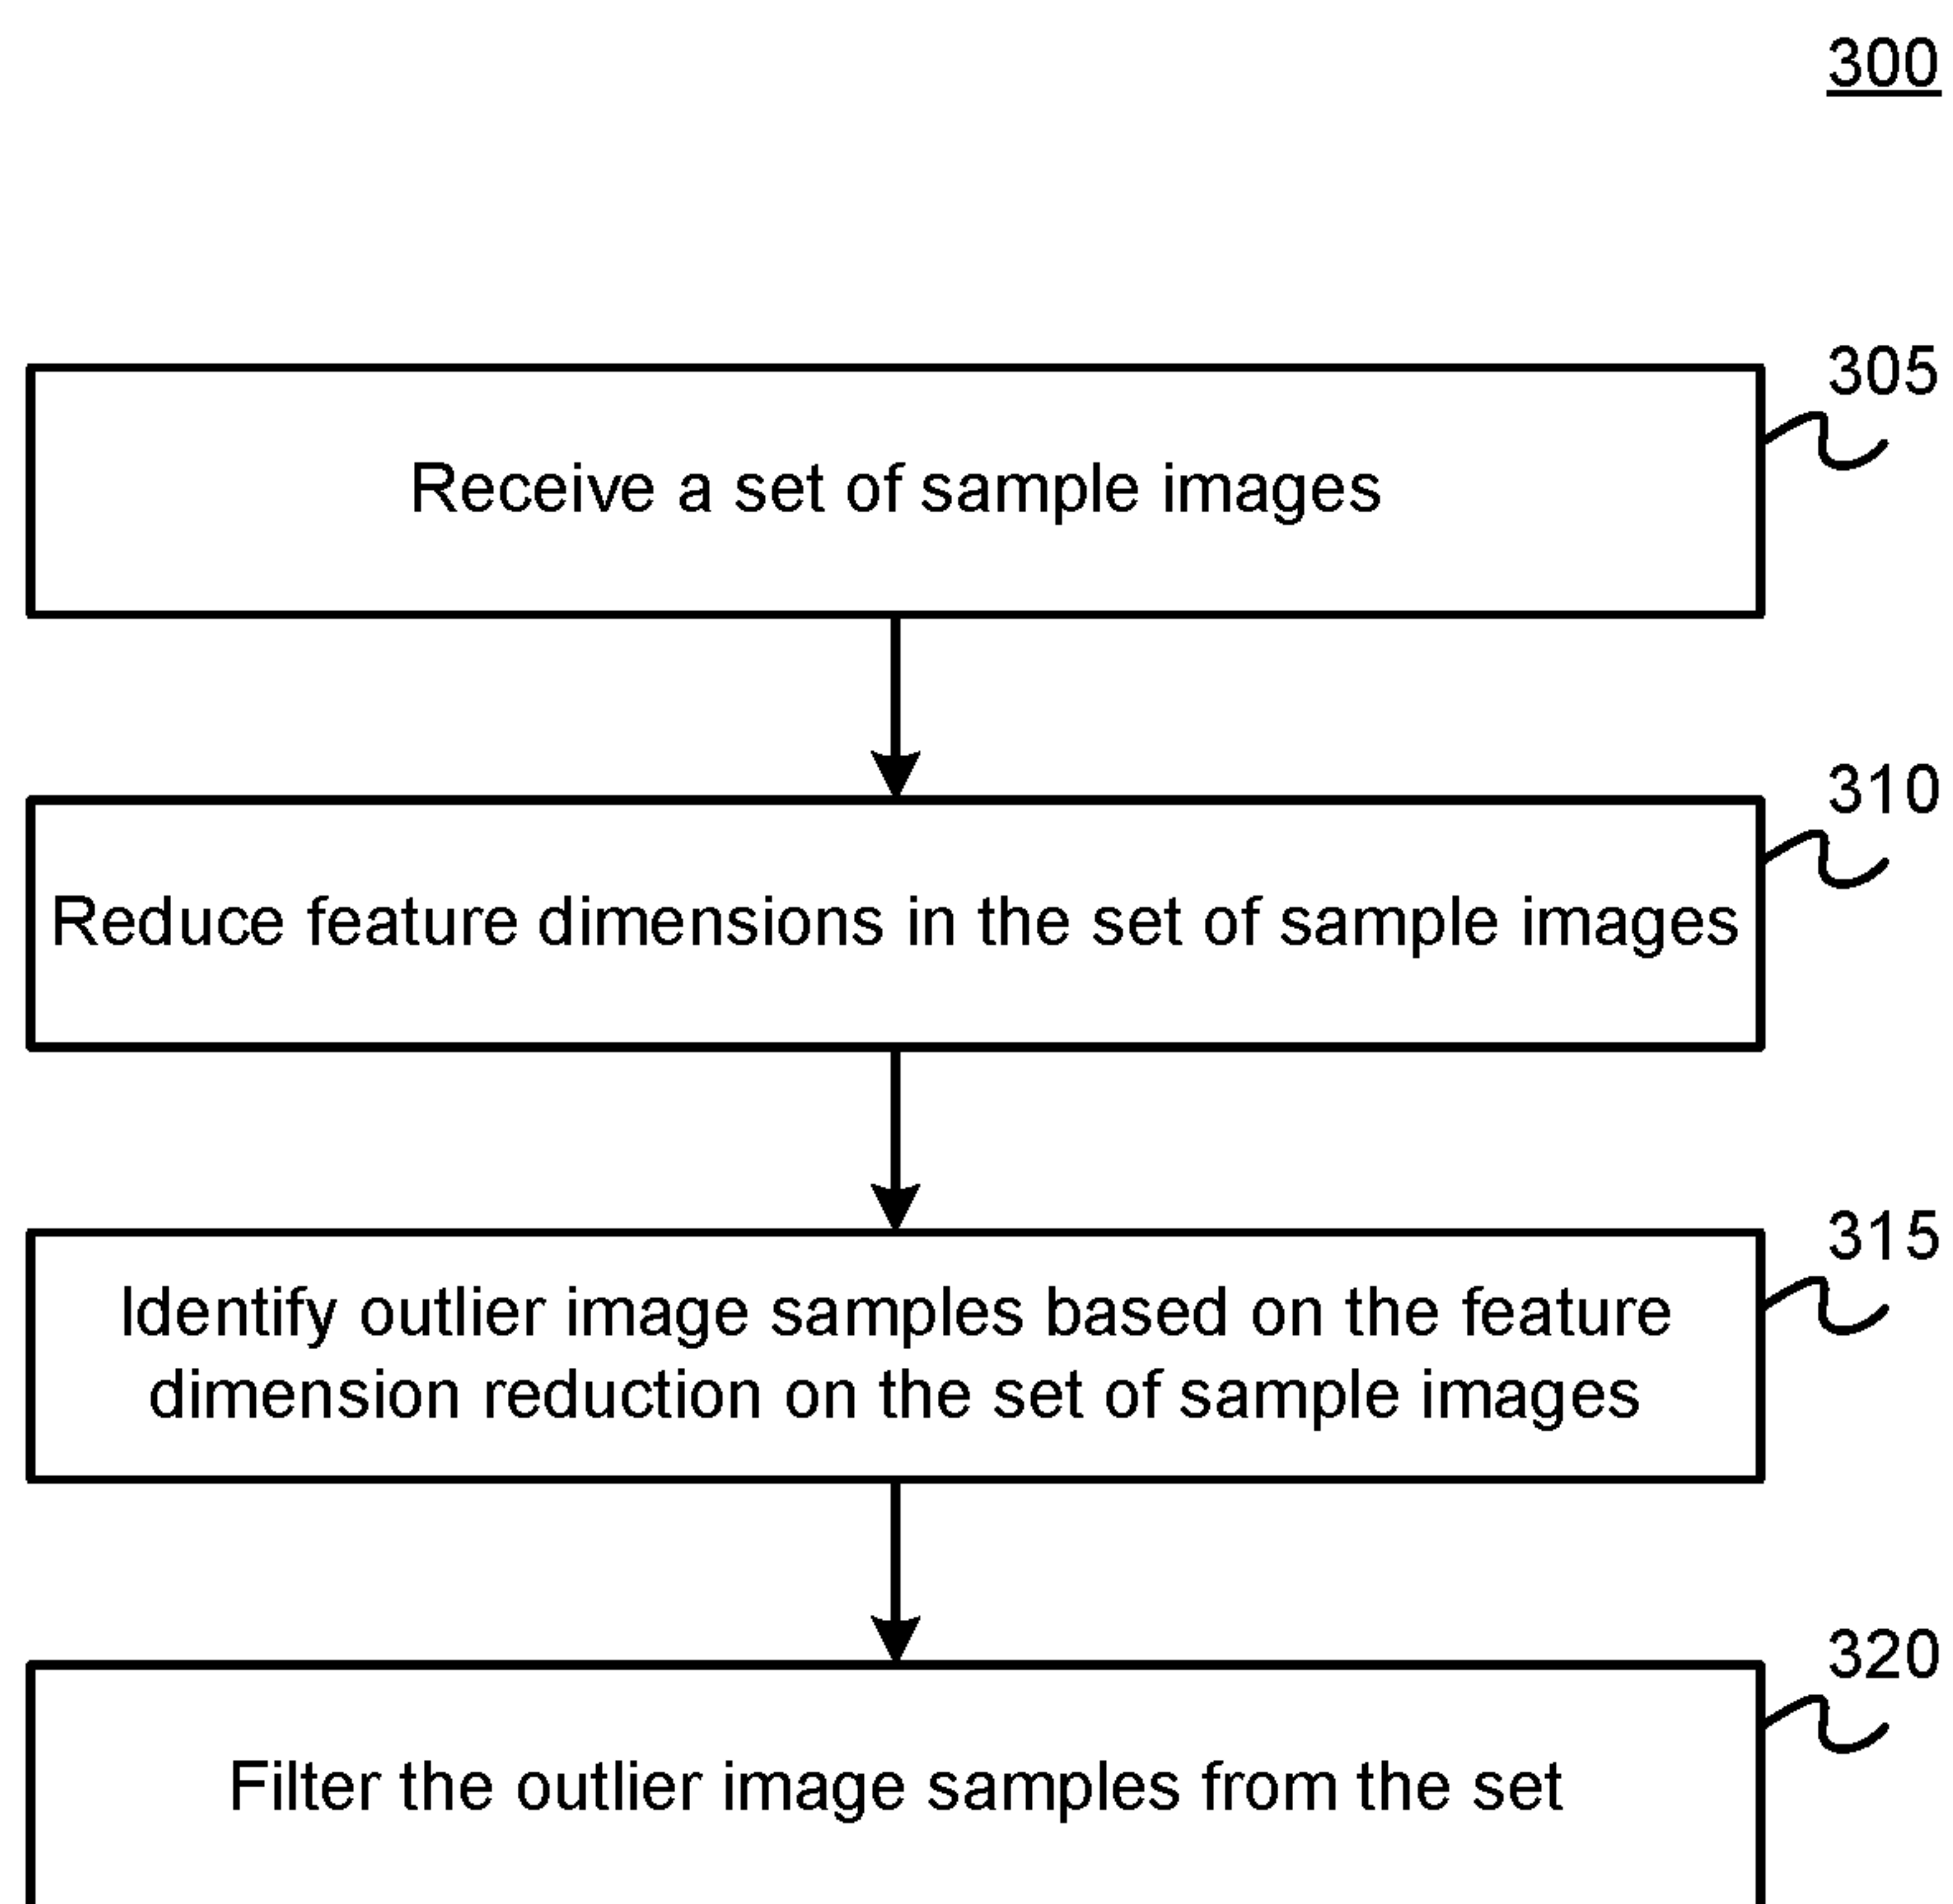 300
305
Receive a set of sample images
310
Reduce feature dimensions in the set of sample images
315
Identify outlier image samples based on the feature
dimension reduction on the set of sample images
320
Filter the outlier image samples from the set